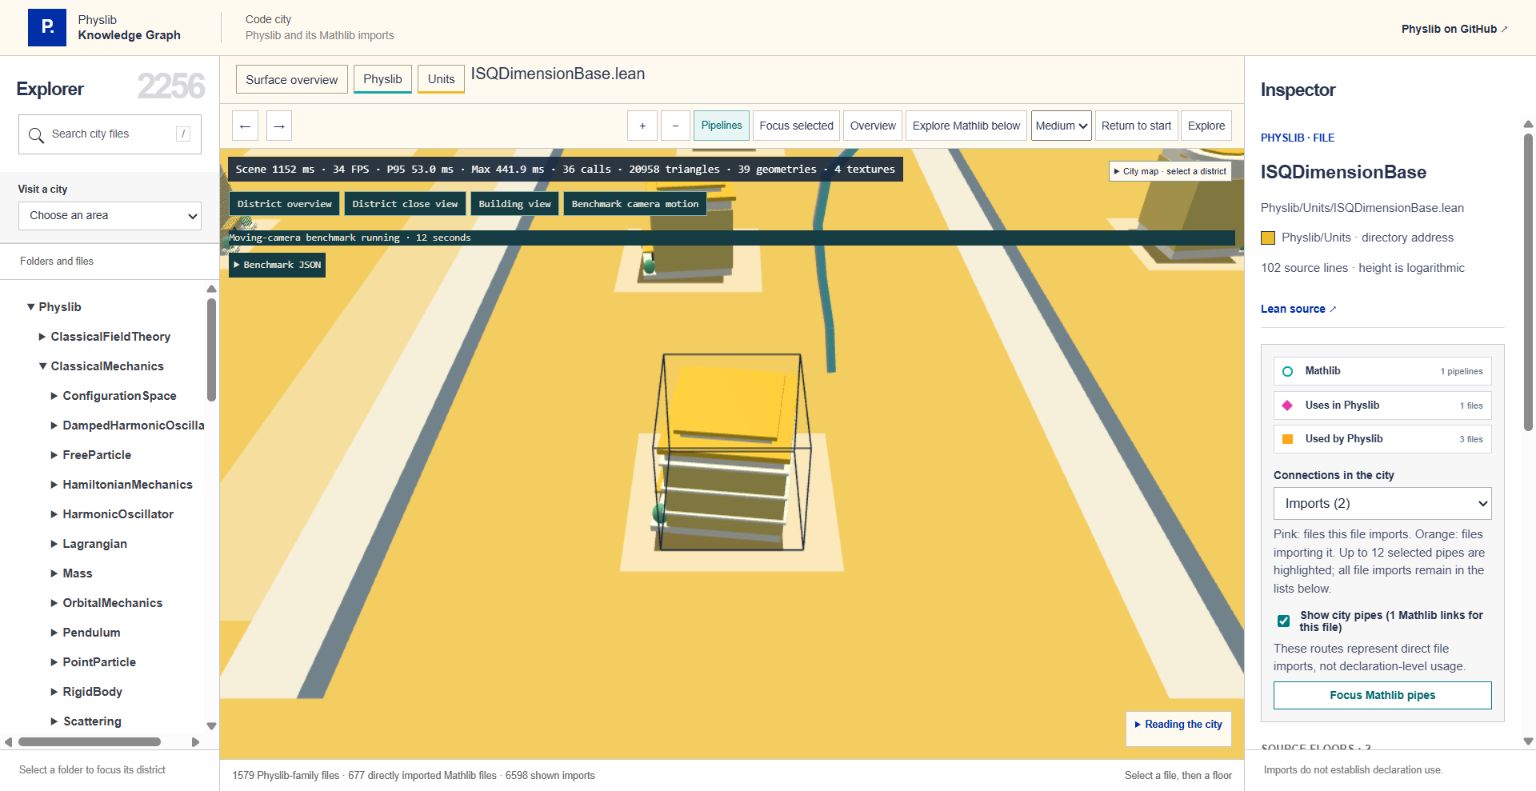 P.
Physlib
Knowledge Graph
Code city
Physlib and its Mathlib imports
Physlib on GitHub ↗
Explorer
2256
Search city files
/
Visit a city
Choose an area
Folders and files
▼ Physlib
▶ ClassicalFieldTheory
▼ ClassicalMechanics
▶ ConfigurationSpace
▶ DampedHarmonicOscilla
▶ FreeParticle
▶ HamiltonianMechanics
▶ HarmonicOscillator
▶ Lagrangian
▶ Mass
▶ OrbitalMechanics
▶ Pendulum
▶ PointParticle
▶ RigidBody
▶ Scattering
Select a folder to focus its district
Surface overview
Physlib
Units
ISQDimensionBase.lean
← → + − Pipelines Focus selected Overview Explore Mathlib below Medium Return to start Explore
Scene 1152 ms · 34 FPS · P95 53.0 ms · Max 441.9 ms · 36 calls · 20958 triangles · 39 geometries · 4 textures
▶ City map · select a district
District overview District close view Building view Benchmark camera motion
Moving-camera benchmark running · 12 seconds
▶ Benchmark JSON
▶ Reading the city
1579 Physlib-family files · 677 directly imported Mathlib files · 6598 shown imports
Select a file, then a floor
Inspector
PHYSLIB · FILE
ISQDimensionBase
Physlib/Units/ISQDimensionBase.lean
Physlib/Units · directory address
102 source lines · height is logarithmic
Lean source ↗
Mathlib 1 pipelines
Uses in Physlib 1 files
Used by Physlib 3 files
Connections in the city
Imports (2)
Pink: files this file imports. Orange: files
importing it. Up to 12 selected pipes are
highlighted; all file imports remain in the
lists below.
Show city pipes (1 Mathlib links for
this file)
These routes represent direct file
imports, not declaration-level usage.
Focus Mathlib pipes
SOURCE FLOORS · 2
Imports do not establish declaration use.